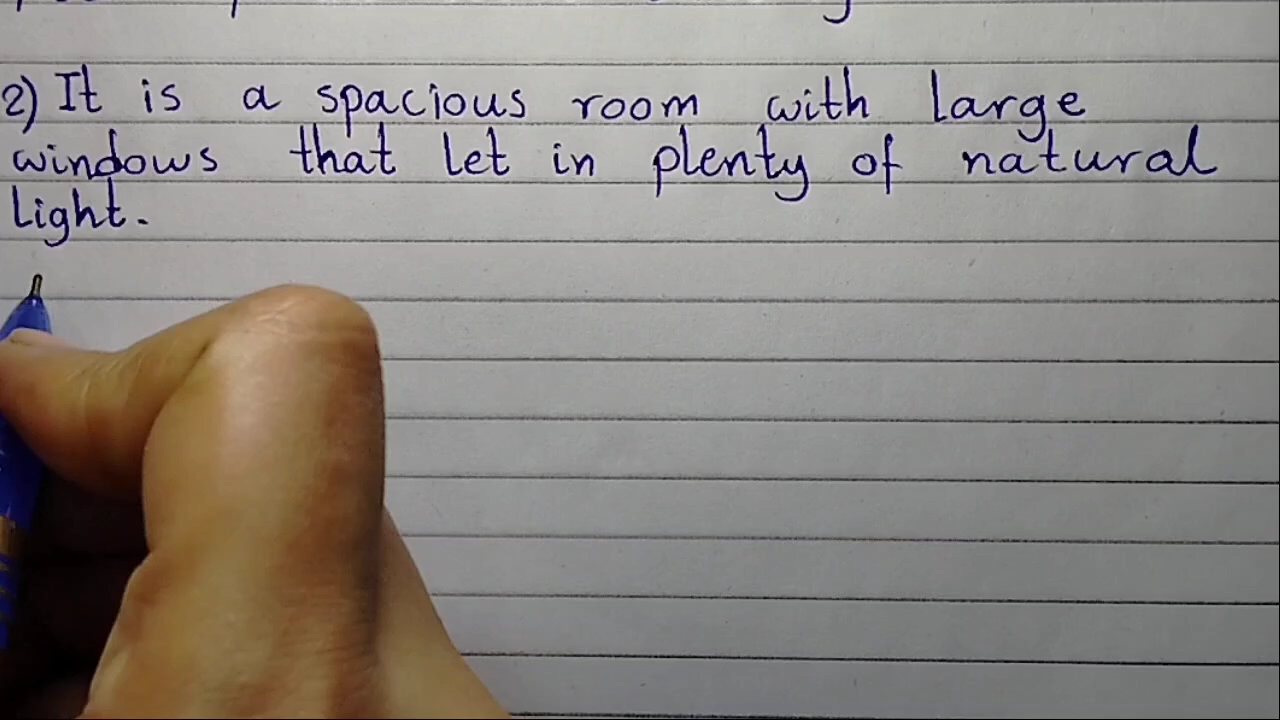 2) It is a spacious room with large
windows that let in plenty of natural
light.